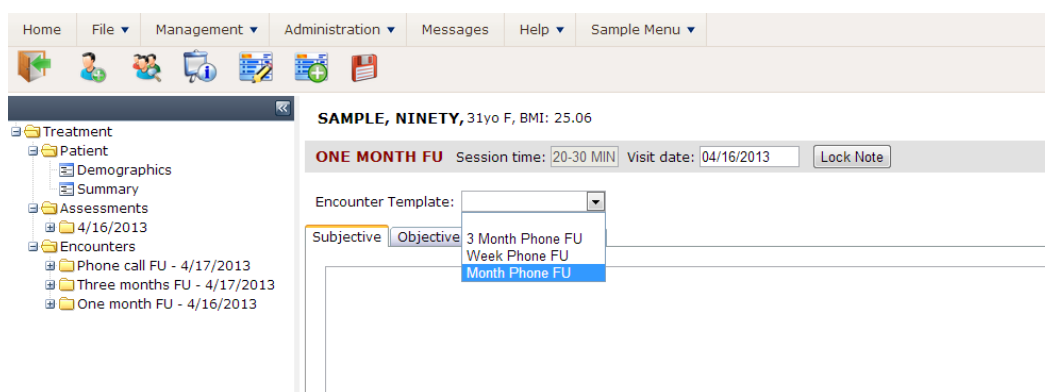 Home File ▼ Management ▼ Administration ▼ Messages Help ▼ Sample Menu ▼
Treatment
Patient
Demographics
Summary
Assessments
4/16/2013
Encounters
Phone call FU - 4/17/2013
Three months FU - 4/17/2013
One month FU - 4/16/2013
SAMPLE, NINETY, 31yo F, BMI: 25.06
ONE MONTH FU Session time: 20-30 MIN Visit date: 04/16/2013 Lock Note
Encounter Template:
Subjective Objective
3 Month Phone FU
Week Phone FU
Month Phone FU